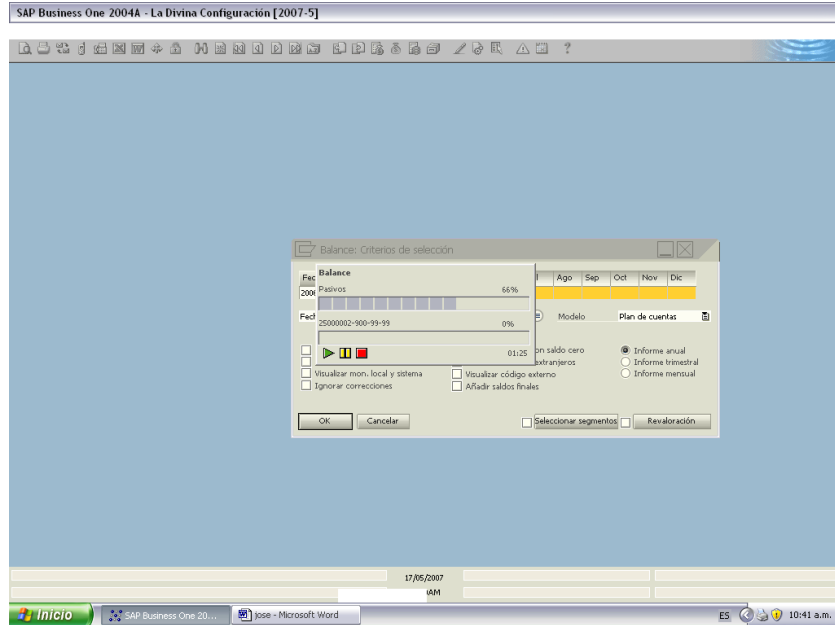 SAP Business One 2004A - La Divina Configuración [2007-5]
Balance: Criterios de selección
Ago Sep Oct Nov Dic
Balance
Pasivos 66%
25000002-900-99-99 0%
01:25
Modelo Plan de cuentas
Informe anual
Informe trimestral
Visualizar mon. local y sistema Visualizar código externo Informe mensual
Ignorar correcciones Añadir saldos finales
OK Cancelar Seleccionar segmentos Revaloración
17/05/2007
Inicio SAP Business One 20... jose - Microsoft Word ES 10:41 a.m.